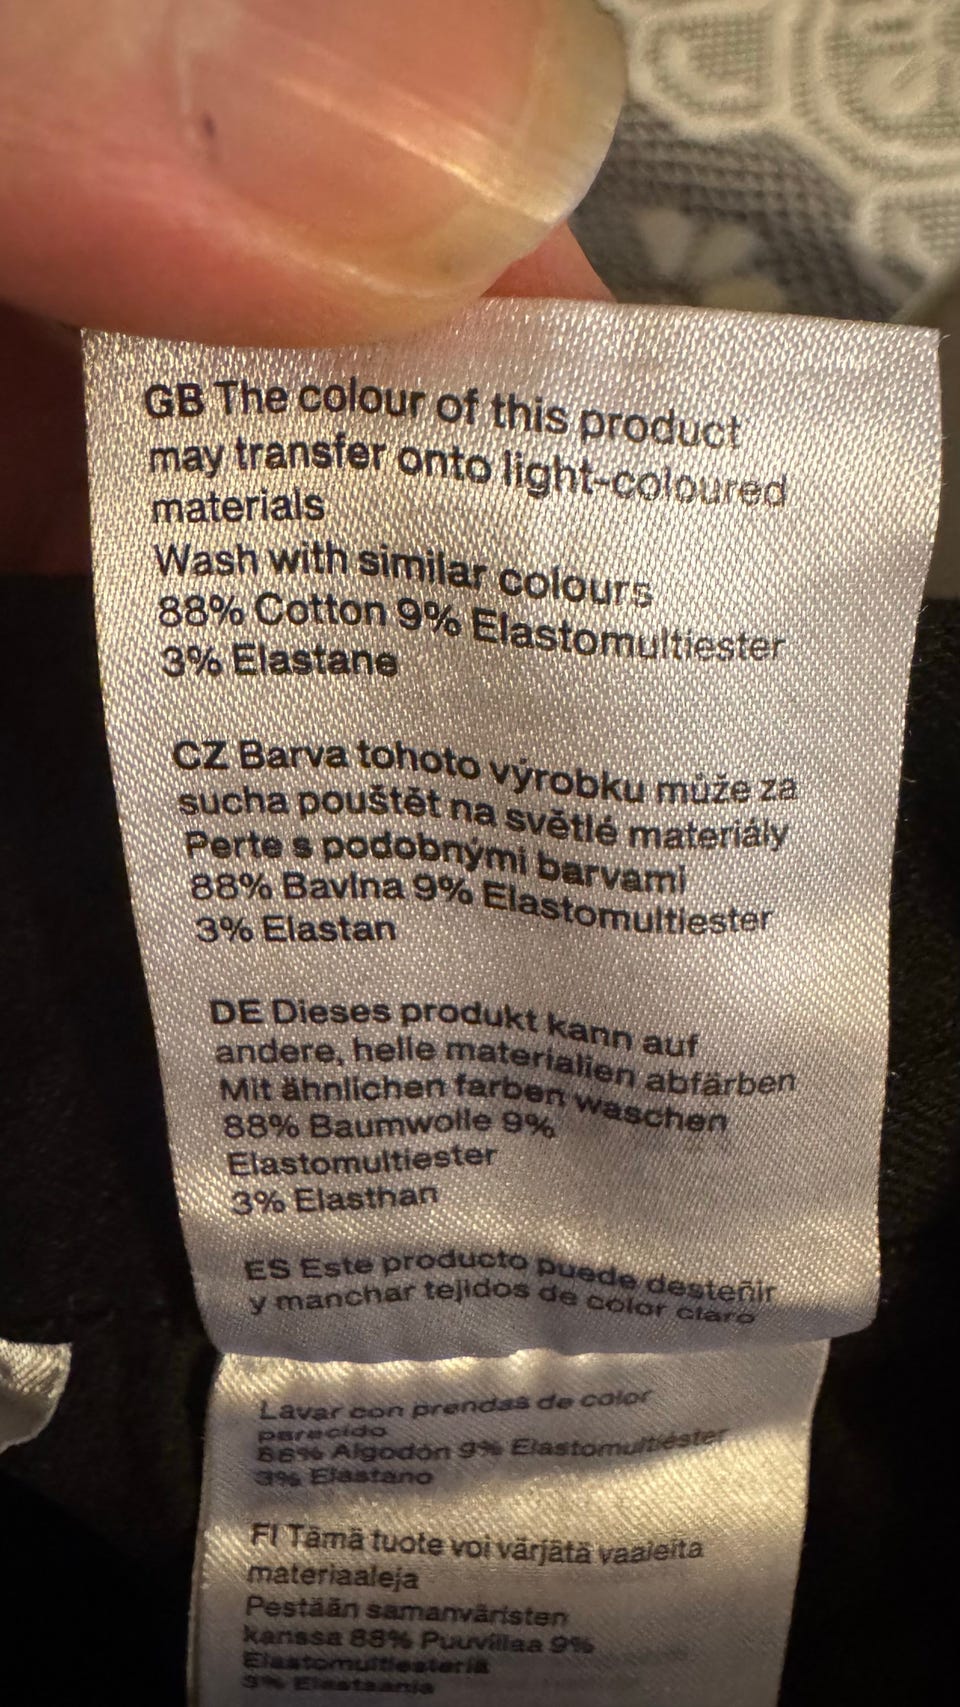 GB The colour of this product
may transfer onto light-coloured
materials
Wash with similar colours
88% Cotton 9% Elastomultiester
3% Elastane
CZ Barva tohoto výrobku může za
sucha pouštět na světlé materiály
Perte s podobnými barvami
88% Bavlna 9% Elastomultiester
3% Elastan
DE Dieses produkt kann auf
andere, helle materialien abfärben
Mit ähnlichen farben waschen
88% Baumwolle 9%
Elastomultiester
3% Elasthan
ES Este producto puede desteñir
y manchar tejidos de color claro
Lavar con prendas de color
parecido
88% Algodón 9% Elastomultiéster
3% Elastano
FI Tämä tuote voi värjätä vaaleita
materiaaleja
Pestään samanväristen
kanssa 88% Puuvillaa 9%
Elastomultiesteriä
3% Elastaania